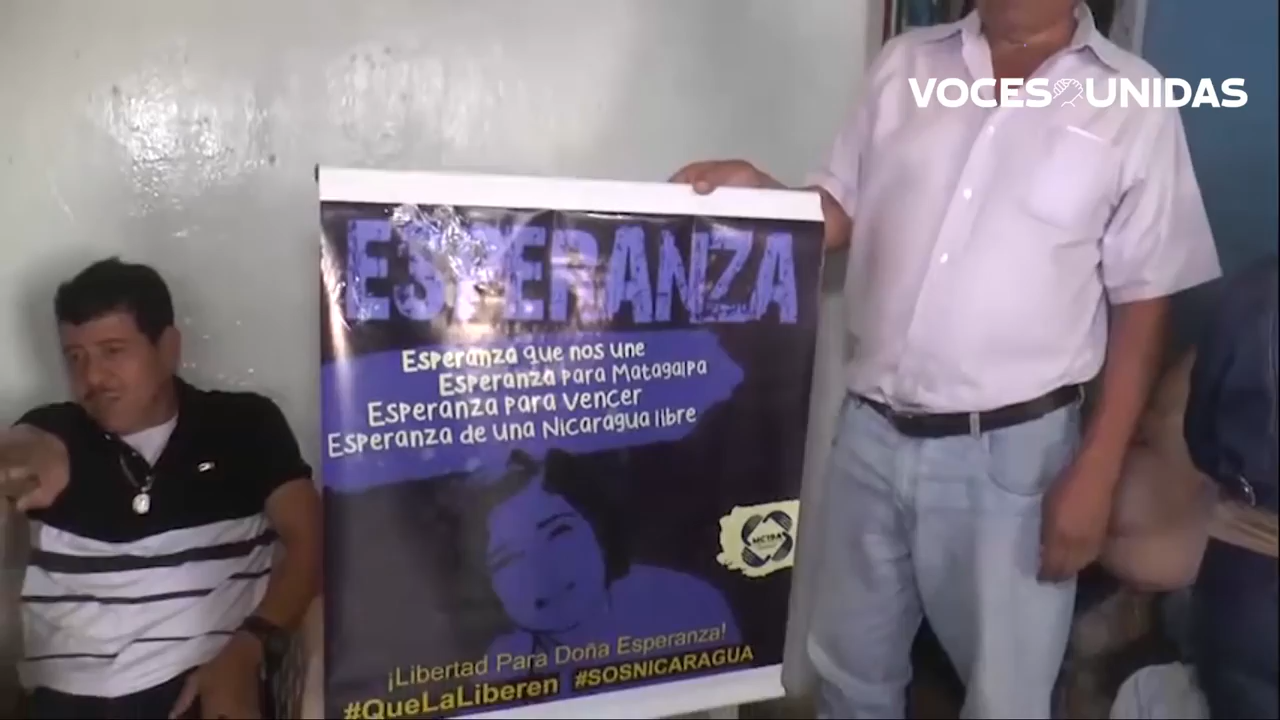 VOCES UNIDAS
ESPERANZA
Esperanza que nos une
Esperanza para Matagalpa
Esperanza para vencer
Esperanza de una Nicaragua libre
¡Libertad Para Doña Esperanza!
#QueLaLiberen #SOSNICARAGUA